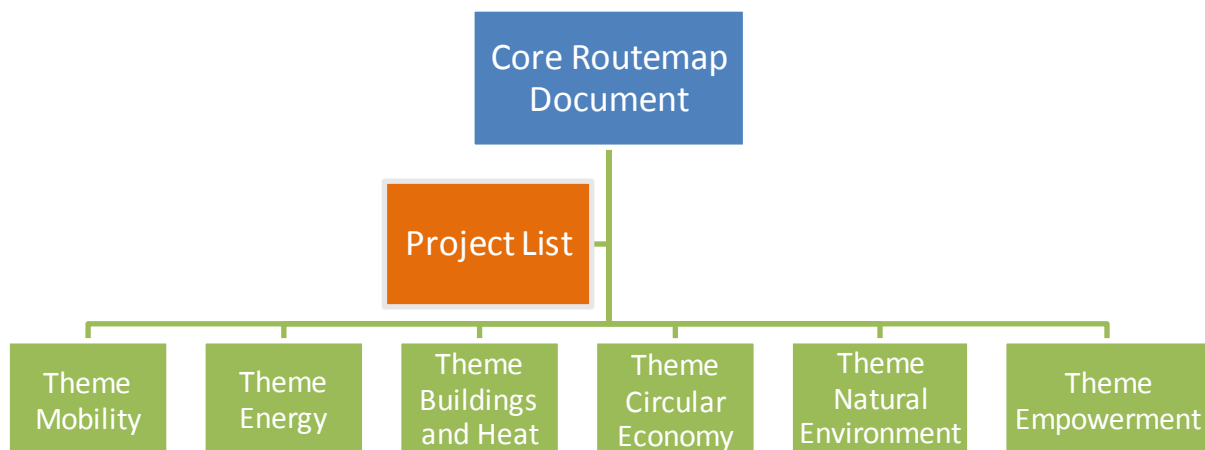 Core Routemap
Document
Project List
Theme
Mobility
Theme
Energy
Theme
Buildings
and Heat
Theme
Circular
Economy
Theme
Natural
Environment
Theme
Empowerment